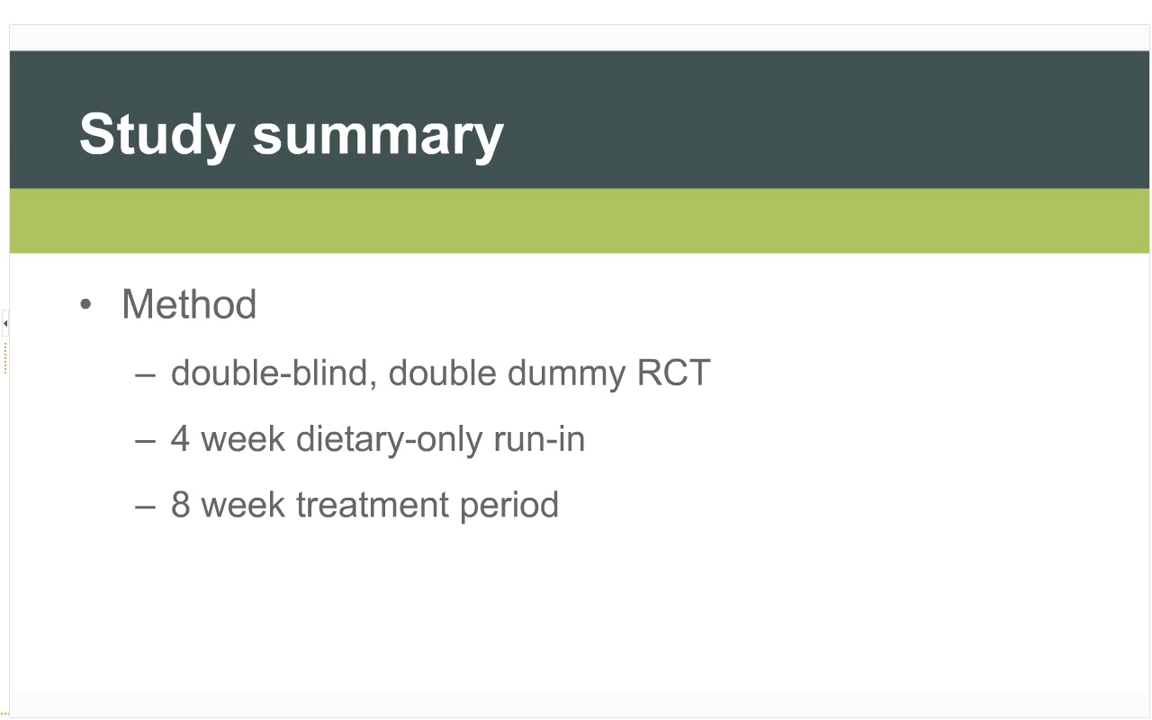 Study summary
• Method
– double-blind, double dummy RCT
– 4 week dietary-only run-in
– 8 week treatment period